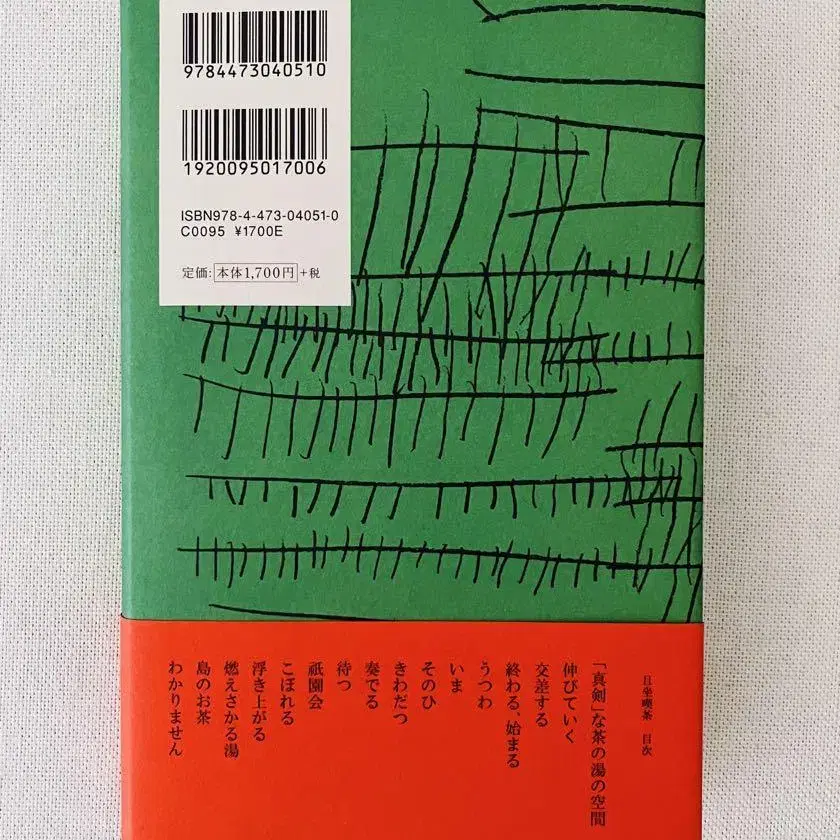 9784473040510
1920095017006
ISBN978-4-473-04051-0
C0095 ¥1700E
定価:本体1,700円+税
日坐喫茶 目次
「真剣」な茶の湯の空間
伸びていく
交差する
終わる、始まる
うつわ
いま
そのひ
きわだつ
奏でる
待つ
祇園会
こぼれる
浮き上がる
燃えさかる湯
島のお茶
わかりません